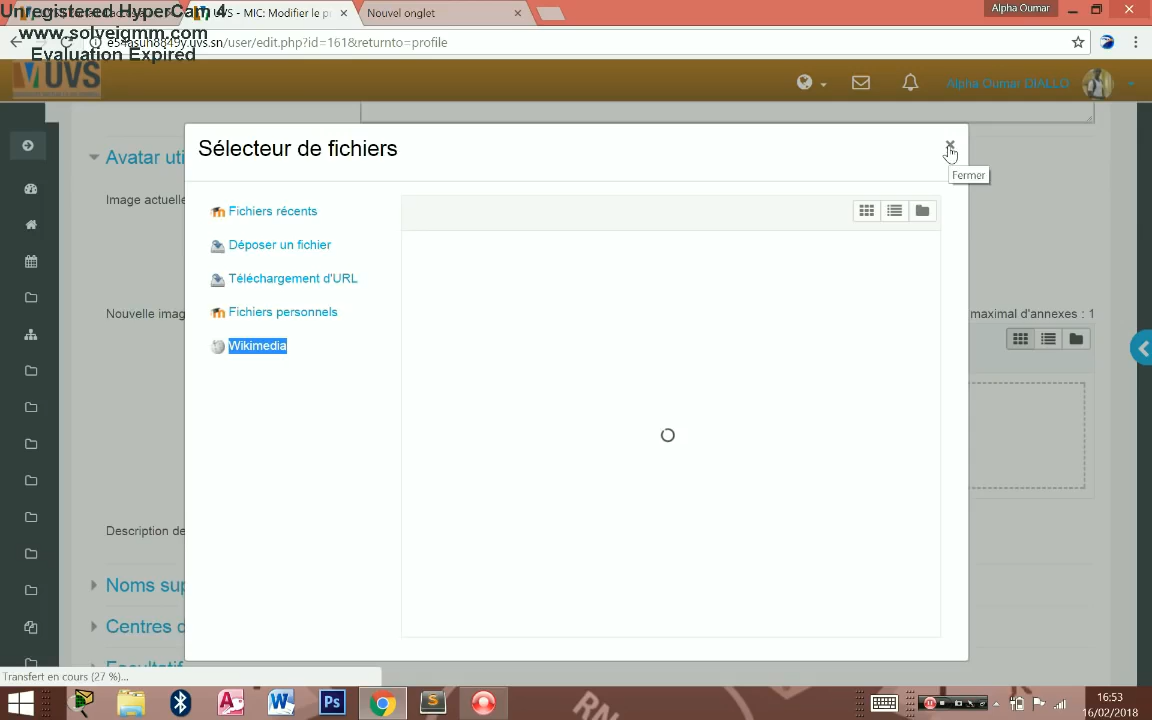 Unregistered HyperCam 4
www.solveigmm.com
Evaluation Expired
UVS - MIC: Modifier le p
Nouvel onglet
Alpha Oumar
e54asuh8849y.uvs.sn/user/edit.php?id=161&returnto=profile
UVS
Alpha Oumar DIALLO
Sélecteur de fichiers
Fermer
Avatar uti
Image actuelle
Fichiers récents
Déposer un fichier
Téléchargement d'URL
Fichiers personnels
Nouvelle imag
maximal d'annexes : 1
Wikimedia
Description de
Noms sup
Centres d
Facultatif
Transfert en cours (27 %)...
16:53
16/02/2018